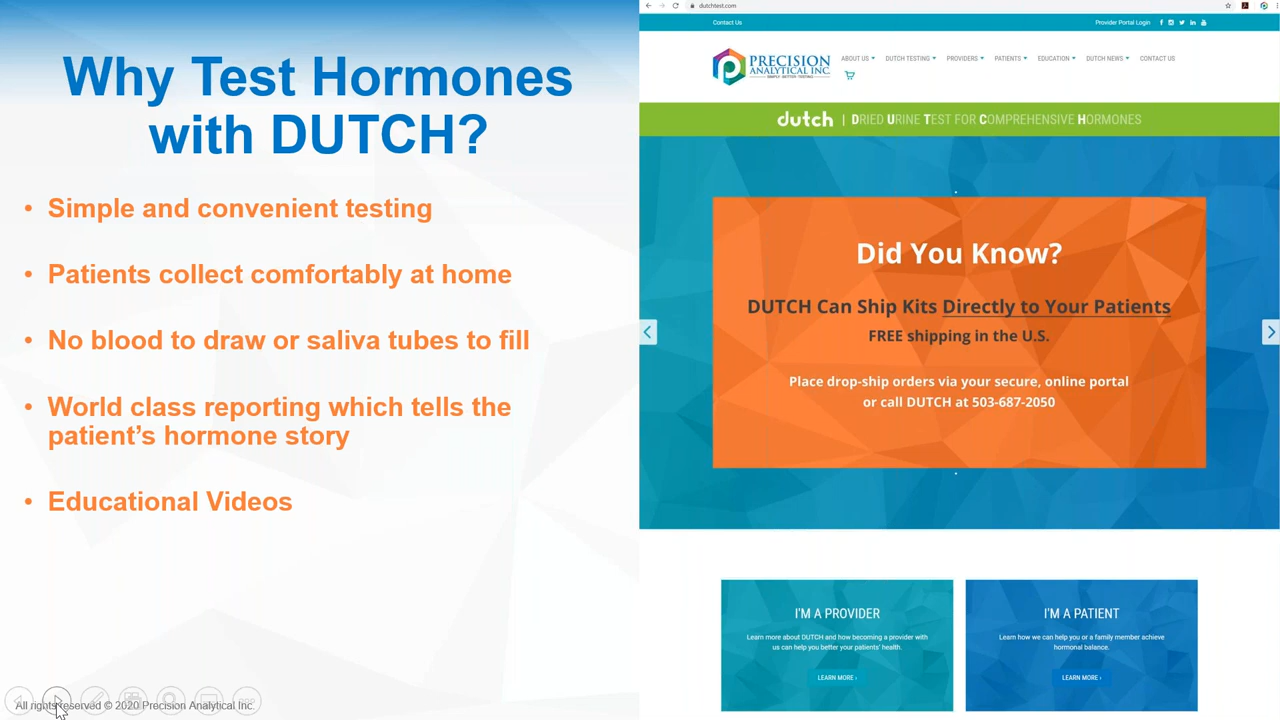 Why Test Hormones
with DUTCH?
• Simple and convenient testing
• Patients collect comfortably at home
• No blood to draw or saliva tubes to fill
• World class reporting which tells the
patient’s hormone story
• Educational Videos
All rights reserved © 2020 Precision Analytical Inc.
dutchtest.com
Contact Us
Provider Portal Login
PRECISION
ANALYTICAL INC.
SIMPLY BETTER TESTING
ABOUT US
DUTCH TESTING
PROVIDERS
PATIENTS
EDUCATION
DUTCH NEWS
CONTACT US
dutch | DRIED URINE TEST FOR COMPREHENSIVE HORMONES
Did You Know?
DUTCH Can Ship Kits Directly to Your Patients
FREE shipping in the U.S.
Place drop-ship orders via your secure, online portal
or call DUTCH at 503-687-2050
I'M A PROVIDER
Learn more about DUTCH and how becoming a provider with
us can help you better your patients' health.
LEARN MORE ›
I'M A PATIENT
Learn how we can help you or a family member achieve
hormonal balance.
LEARN MORE ›